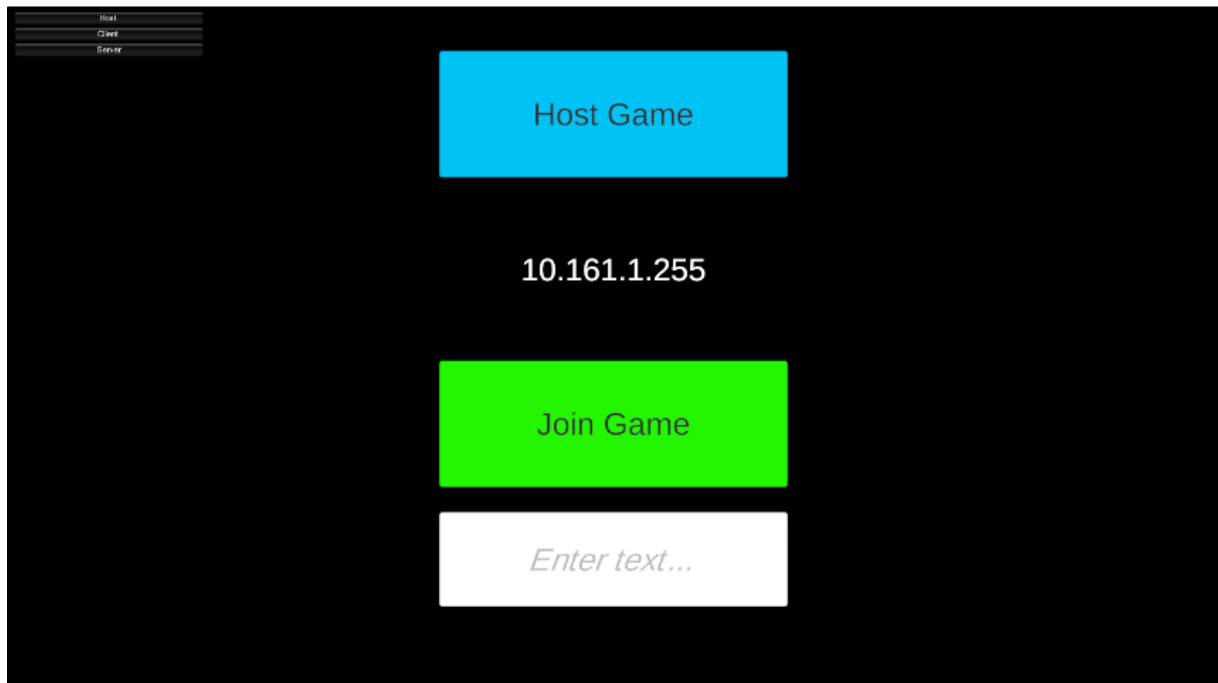 Host
Client
Server
Host Game
10.161.1.255
Join Game
Enter text...